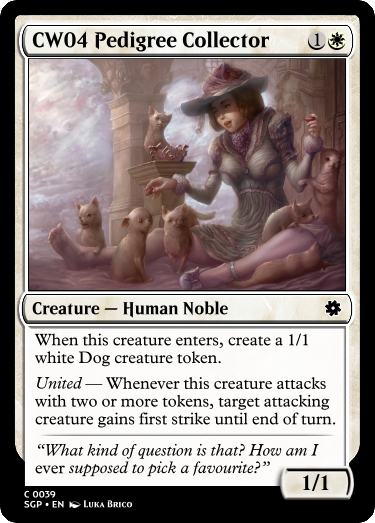 CW04 Pedigree Collector 1
Creature — Human Noble
When this creature enters, create a 1/1
white Dog creature token.
United — Whenever this creature attacks
with two or more tokens, target attacking
creature gains first strike until end of turn.
“What kind of question is that? How am I
ever supposed to pick a favourite?”
1/1
C 0039
SGP • EN Luka Brico